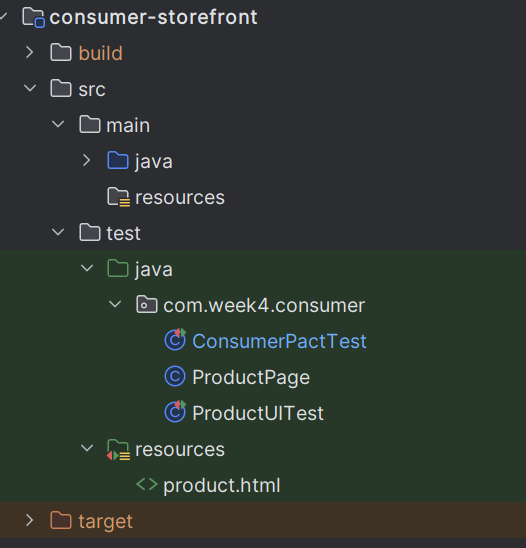 consumer-storefront
build
src
main
java
resources
test
java
com.week4.consumer
ConsumerPactTest
ProductPage
ProductUITest
resources
product.html
target